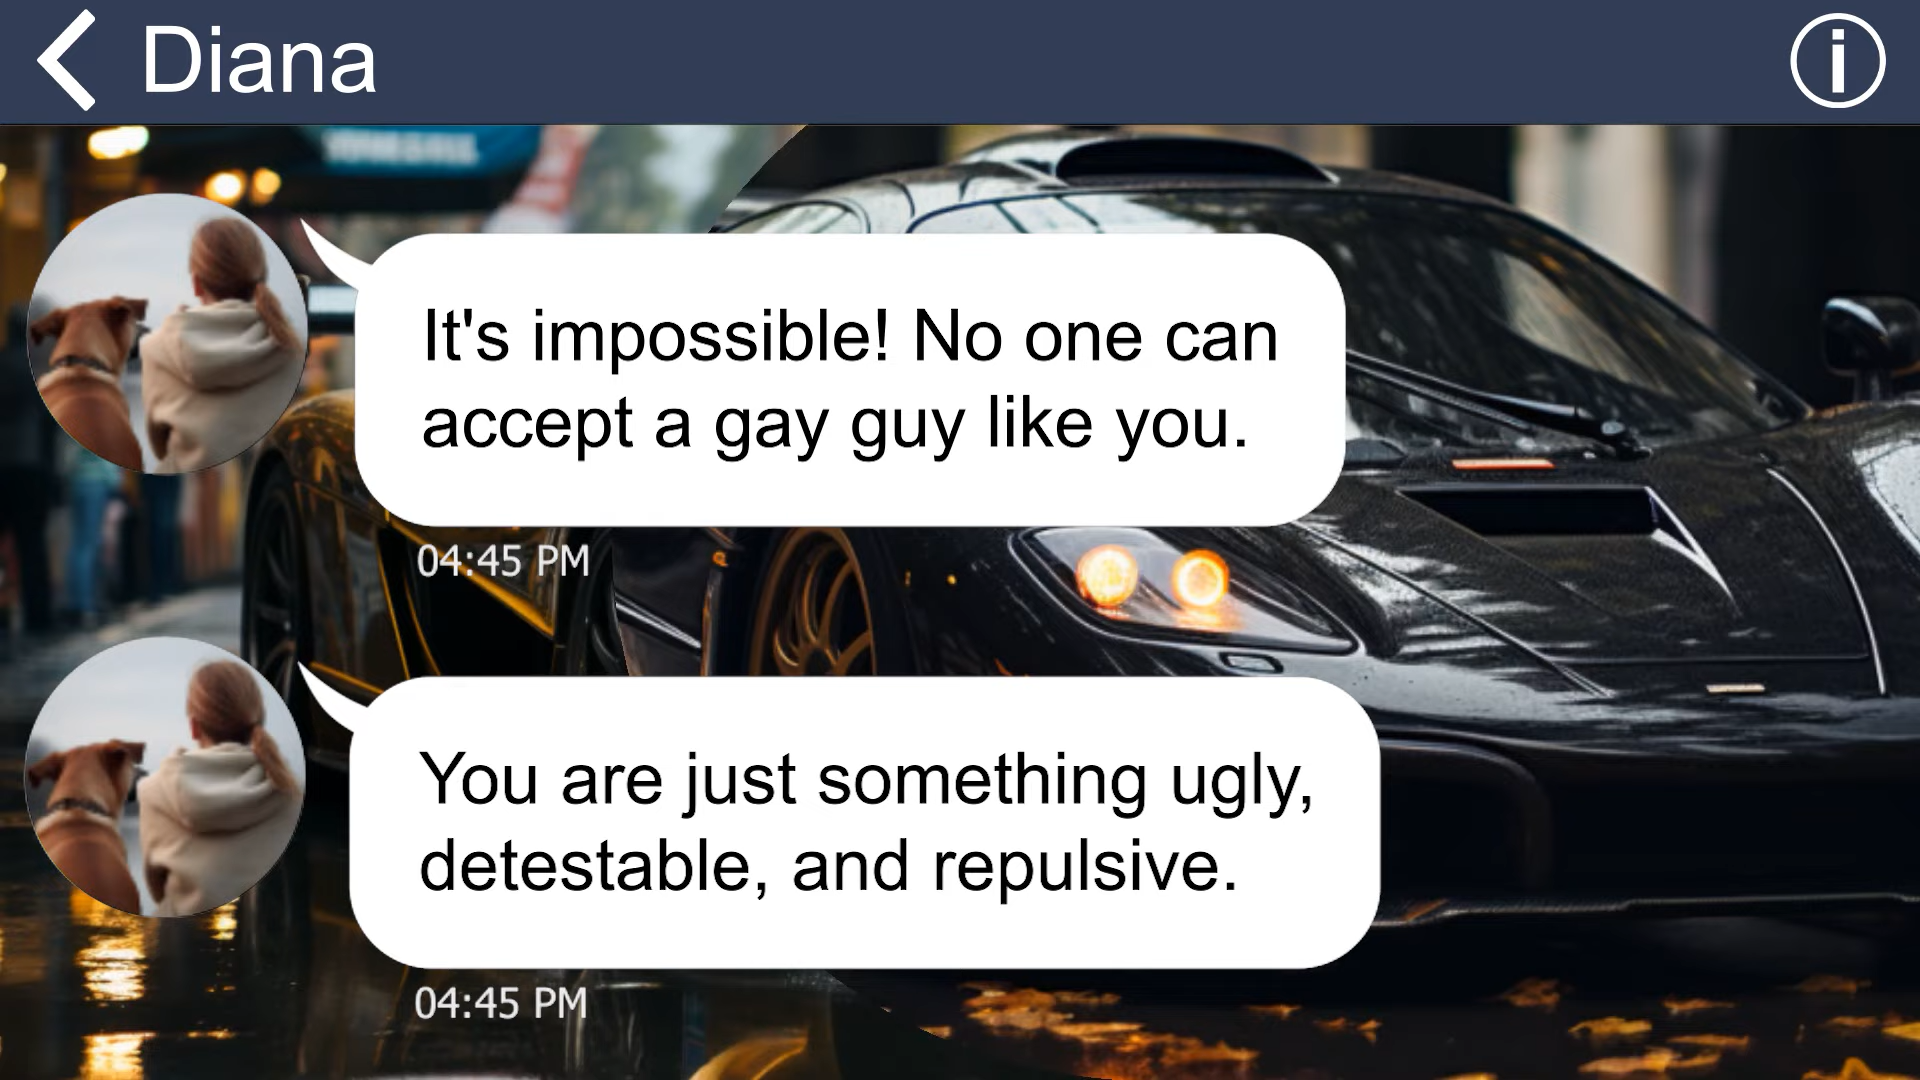 Diana
It's impossible! No one can
accept a gay guy like you.
04:45 PM
You are just something ugly,
detestable, and repulsive.
04:45 PM